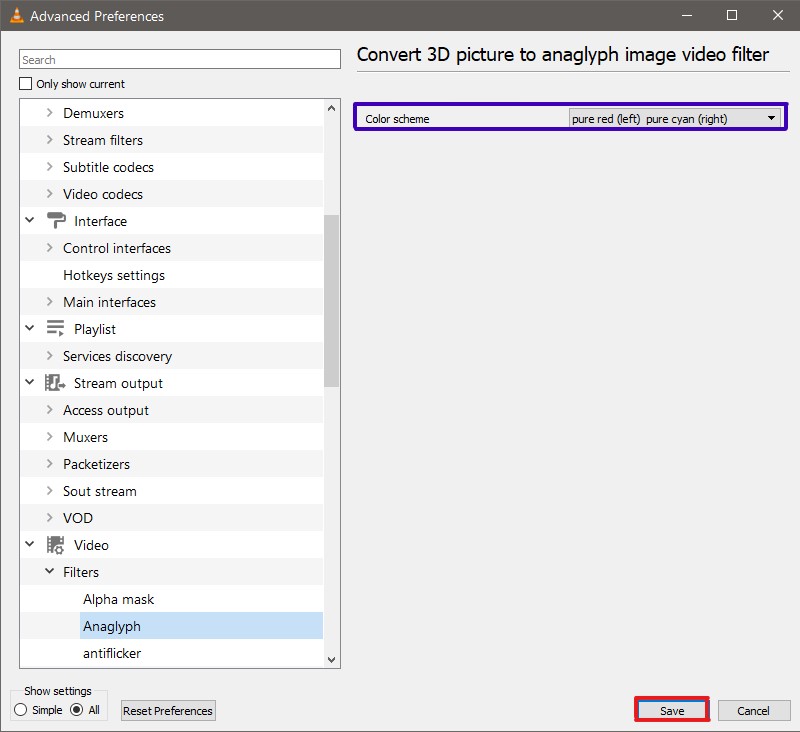 Advanced Preferences
Search
Only show current
Demuxers
Stream filters
Subtitle codecs
Video codecs
Interface
Control interfaces
Hotkeys settings
Main interfaces
Playlist
Services discovery
Stream output
Access output
Muxers
Packetizers
Sout stream
VOD
Video
Filters
Alpha mask
Anaglyph
antiflicker
Show settings
Simple All
Reset Preferences
Convert 3D picture to anaglyph image video filter
Color scheme pure red (left) pure cyan (right)
Save Cancel